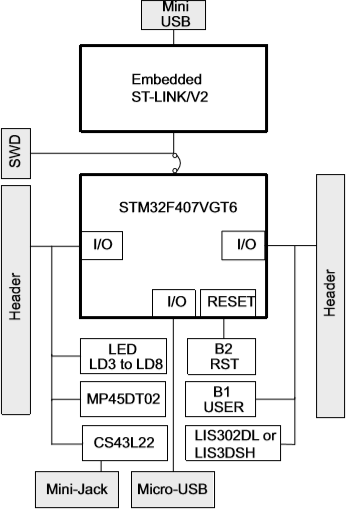 Mini
USB
Embedded
ST-LINK/V2
SWD
STM32F407VGT6
I/O
I/O
Header
Header
I/O
RESET
LED
LD3 to LD8
B2
RST
MP45DT02
B1
USER
CS43L22
LIS302DL or
LIS3DSH
Mini-Jack
Micro-USB